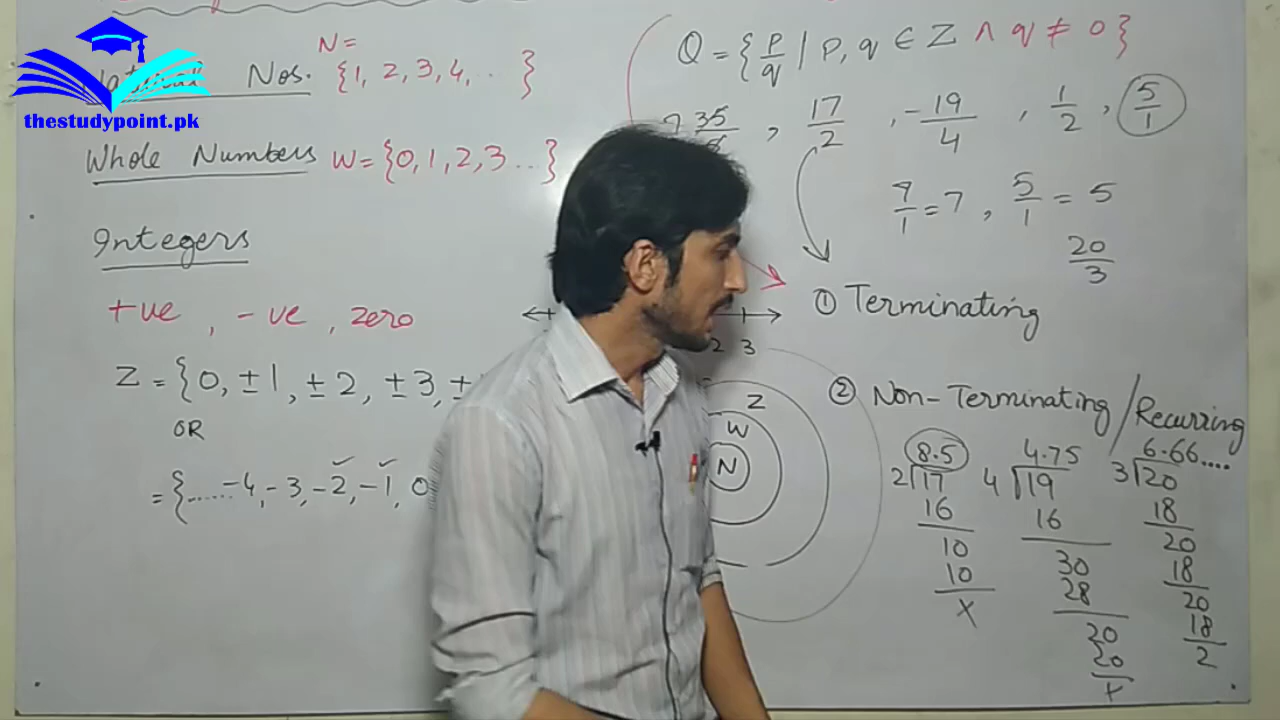 thestudypoint.pk
N=
Natural Nos. {1, 2, 3, 4, .. }
Whole Numbers W={0, 1, 2, 3 ...}
Integers
+ve , -ve , zero
Z = {0, ±1, ±2, ±3, ±
OR
= {......-4, -3, -2, -1, 0
Q = {p/q | p, q ∈ Z ∧ q ≠ 0}
35 , 17/2 , -19/4 , 1/2 , 5/1
7/1 = 7 , 5/1 = 5
20/3
① Terminating
2 3
② Non-Terminating / Recurring
Z
W
N
8.5 4.75 6.66....
2 17 4 19 3 20
16 16 18
10 30 20
10 28 18
x 20 20
20 18
x 2